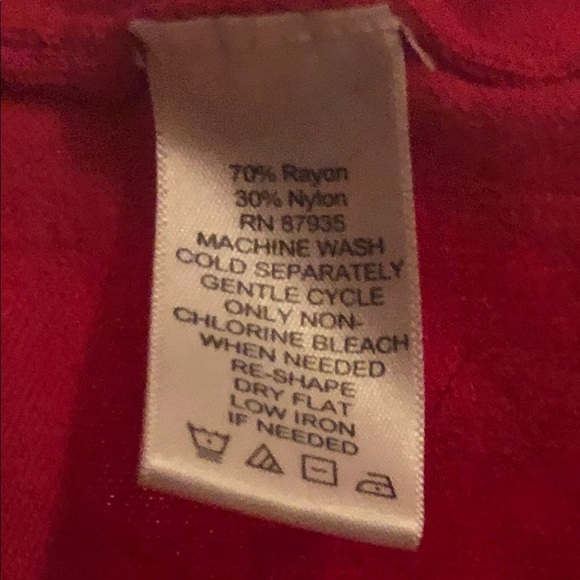 70% Rayon
30% Nylon
RN 87935
MACHINE WASH
COLD SEPARATELY
GENTLE CYCLE
ONLY NON-
CHLORINE BLEACH
WHEN NEEDED
RE-SHAPE
DRY FLAT
LOW IRON
IF NEEDED